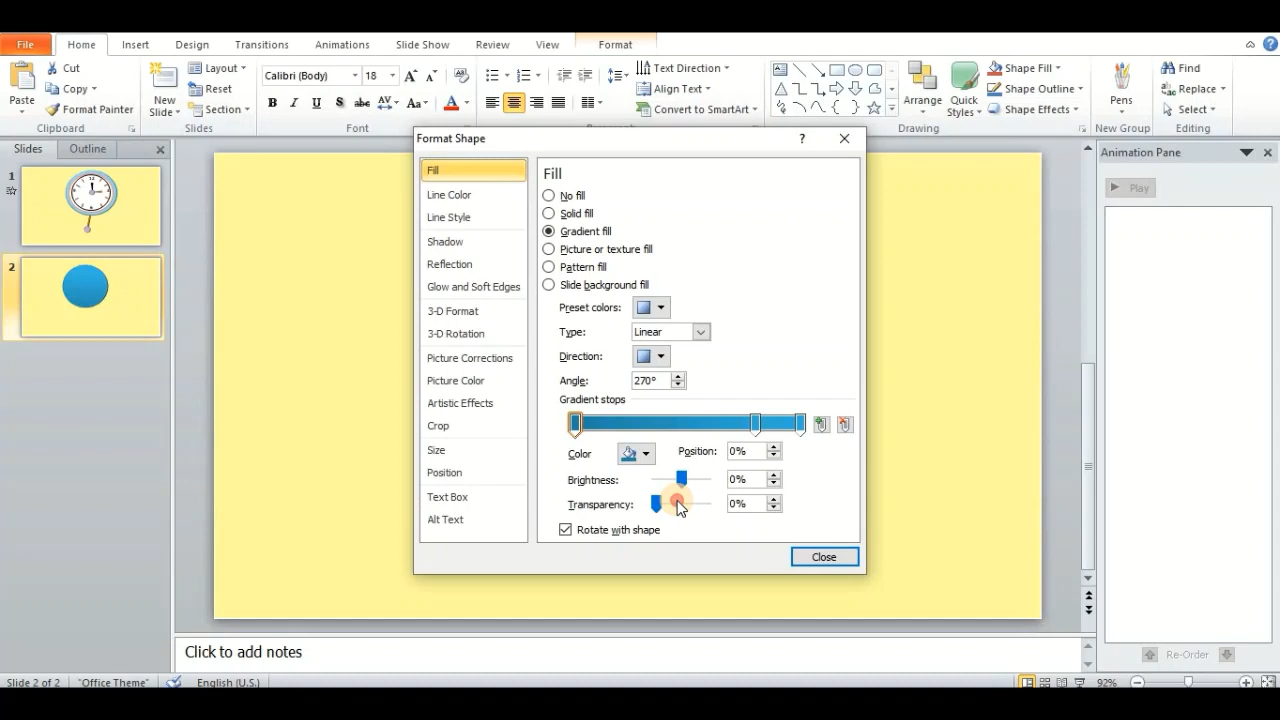 File Home Insert Design Transitions Animations Slide Show Review View Format
Paste
Cut
Copy
Format Painter
Clipboard
New
Slide
Layout
Reset
Section
Slides
Calibri (Body) 18
B I U S abc AV Aa A
Font
Text Direction
Align Text
Convert to SmartArt
Arrange
Quick
Styles
Shape Fill
Shape Outline
Shape Effects
Drawing
Pens
New Group
Find
Replace
Select
Editing
Slides Outline
1
12
2
Format Shape
Fill
Line Color
Line Style
Shadow
Reflection
Glow and Soft Edges
3-D Format
3-D Rotation
Picture Corrections
Picture Color
Artistic Effects
Crop
Size
Position
Text Box
Alt Text
Fill
No fill
Solid fill
Gradient fill
Picture or texture fill
Pattern fill
Slide background fill
Preset colors:
Type: Linear
Direction:
Angle: 270°
Gradient stops
Color Position: 0%
Brightness: 0%
Transparency: 0%
Rotate with shape
Close
Animation Pane
Play
Re-Order
Click to add notes
Slide 2 of 2 "Office Theme" English (U.S.) 92%